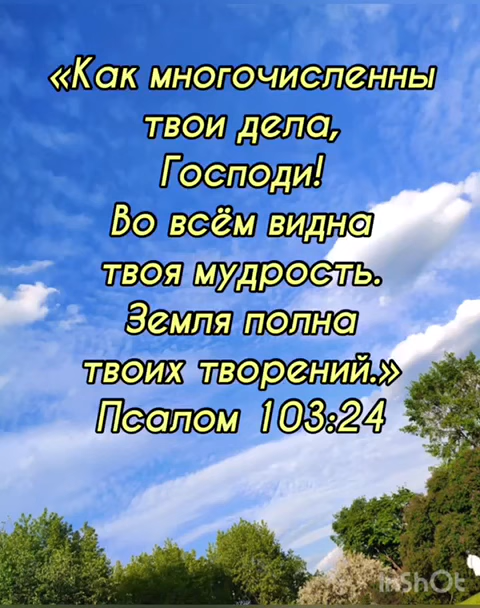 «Как многочисленны
твои дела,
Господи!
Во всём видна
твоя мудрость.
Земля полна
твоих творений.»
Псалом 103:24
InShOt